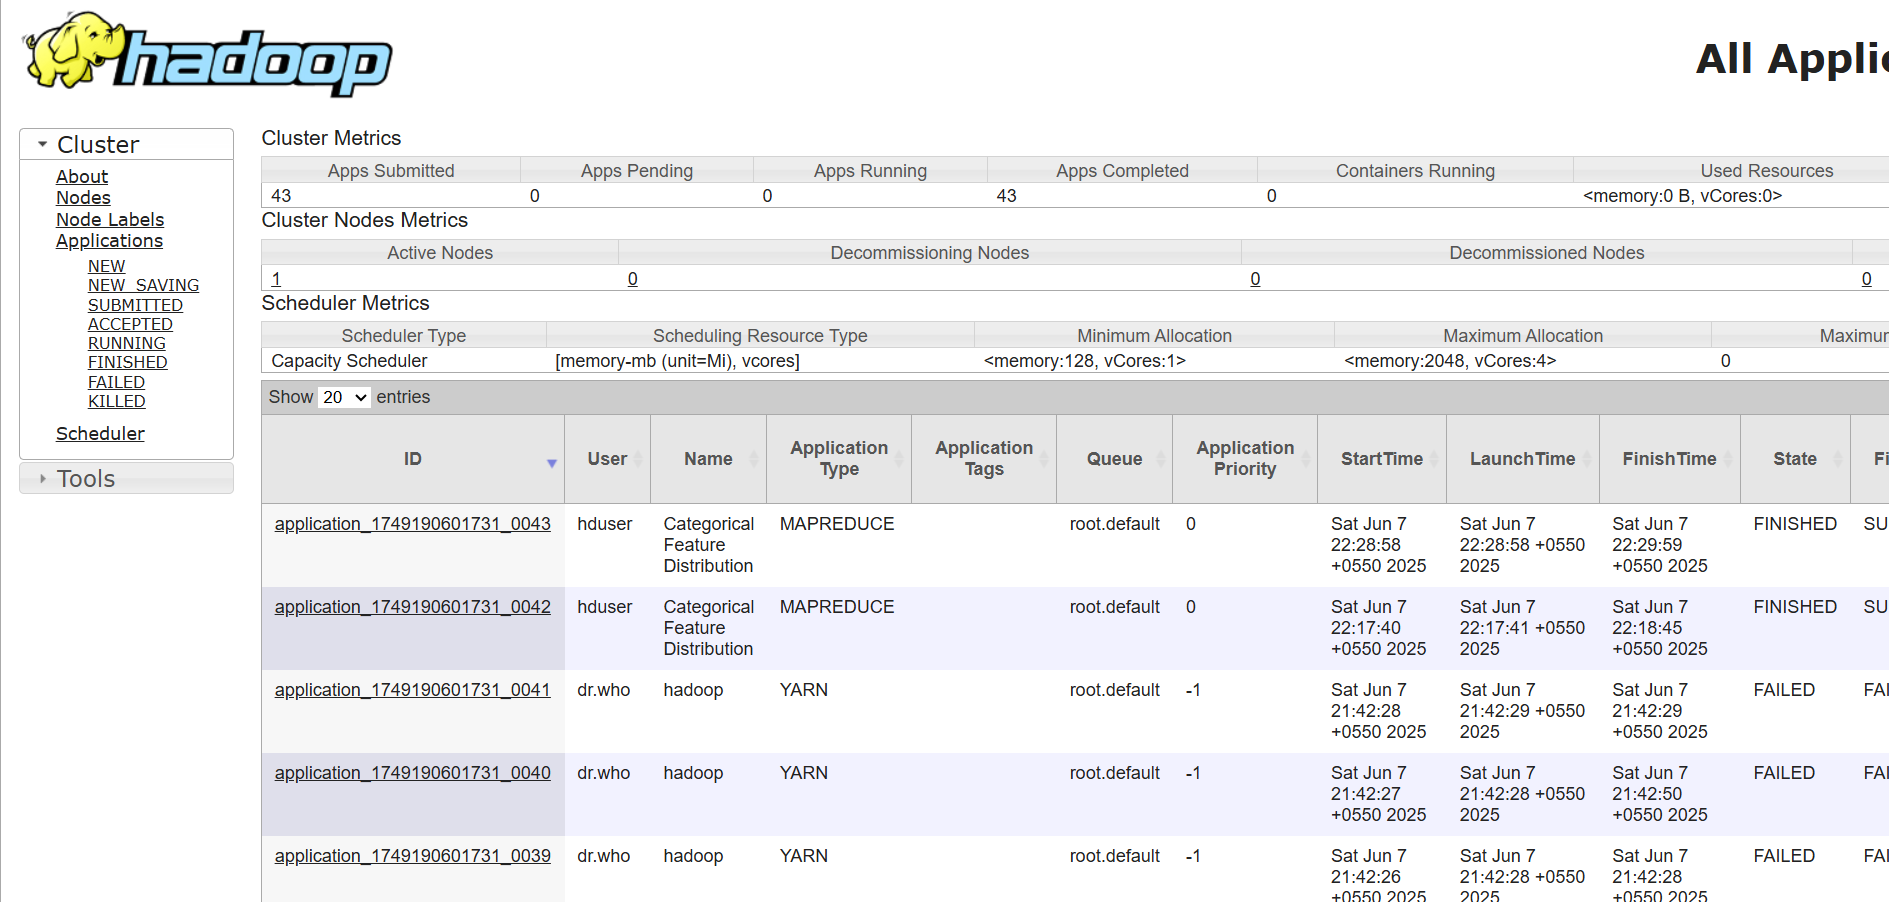 hadoop
All Applic
Cluster
About
Nodes
Node Labels
Applications
NEW
NEW_SAVING
SUBMITTED
ACCEPTED
RUNNING
FINISHED
FAILED
KILLED
Scheduler
Tools
Cluster Metrics
Apps Submitted Apps Pending Apps Running Apps Completed Containers Running Used Resources
43 0 0 43 0 <memory:0 B, vCores:0>
Cluster Nodes Metrics
Active Nodes Decommissioning Nodes Decommissioned Nodes
1 0 0 0
Scheduler Metrics
Scheduler Type Scheduling Resource Type Minimum Allocation Maximum Allocation Maximum
Capacity Scheduler [memory-mb (unit=Mi), vcores] <memory:128, vCores:1> <memory:2048, vCores:4> 0
Show 20 entries
ID User Name Application Type Application Tags Queue Application Priority StartTime LaunchTime FinishTime State Fi
application_1749190601731_0043 hduser Categorical Feature Distribution MAPREDUCE root.default 0 Sat Jun 7 22:28:58 +0550 2025 Sat Jun 7 22:28:58 +0550 2025 Sat Jun 7 22:29:59 +0550 2025 FINISHED SU
application_1749190601731_0042 hduser Categorical Feature Distribution MAPREDUCE root.default 0 Sat Jun 7 22:17:40 +0550 2025 Sat Jun 7 22:17:41 +0550 2025 Sat Jun 7 22:18:45 +0550 2025 FINISHED SU
application_1749190601731_0041 dr.who hadoop YARN root.default -1 Sat Jun 7 21:42:28 +0550 2025 Sat Jun 7 21:42:29 +0550 2025 Sat Jun 7 21:42:29 +0550 2025 FAILED FAI
application_1749190601731_0040 dr.who hadoop YARN root.default -1 Sat Jun 7 21:42:27 +0550 2025 Sat Jun 7 21:42:28 +0550 2025 Sat Jun 7 21:42:50 +0550 2025 FAILED FAI
application_1749190601731_0039 dr.who hadoop YARN root.default -1 Sat Jun 7 21:42:26 +0550 2025 Sat Jun 7 21:42:28 +0550 2025 Sat Jun 7 21:42:28 +0550 2025 FAILED FAI